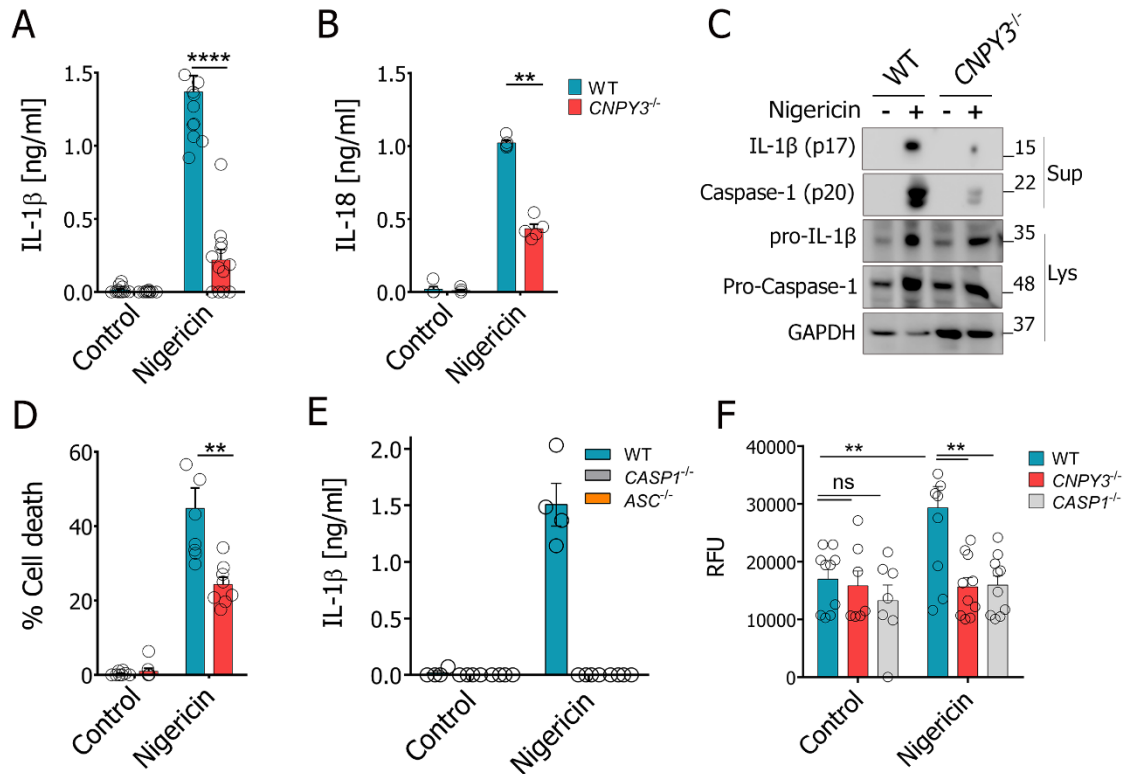 A
IL-1β [ng/ml]
1.5
1.0
0.5
0.0
****
Control
Nigericin
B
IL-18 [ng/ml]
1.5
1.0
0.5
0.0
**
WT
CNPY3-/-
Control
Nigericin
C
WT CNPY3-/-
Nigericin - + - +
IL-1β (p17) 15
Caspase-1 (p20) 22
Sup
pro-IL-1β 35
Pro-Caspase-1 48
GAPDH 37
Lys
D
% Cell death
60
40
20
0
**
Control
Nigericin
E
IL-1β [ng/ml]
2.0
1.5
1.0
0.5
0.0
WT
CASP1-/-
ASC-/-
Control
Nigericin
F
RFU
40000
30000
20000
10000
0
** **
ns
WT
CNPY3-/-
CASP1-/-
Control
Nigericin